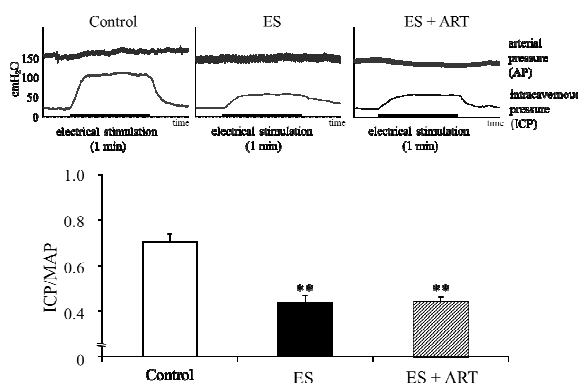 Control ES ES + ART
cmH2O
150
100
50
0
arterial
pressure
(AP)
intracavernous
pressure
(ICP)
time time time
electrical stimulation electrical stimulation electrical stimulation
(1 min) (1 min) (1 min)
ICP/MAP
1.0
0.8
0.6
0.4
0
** **
Control ES ES + ART